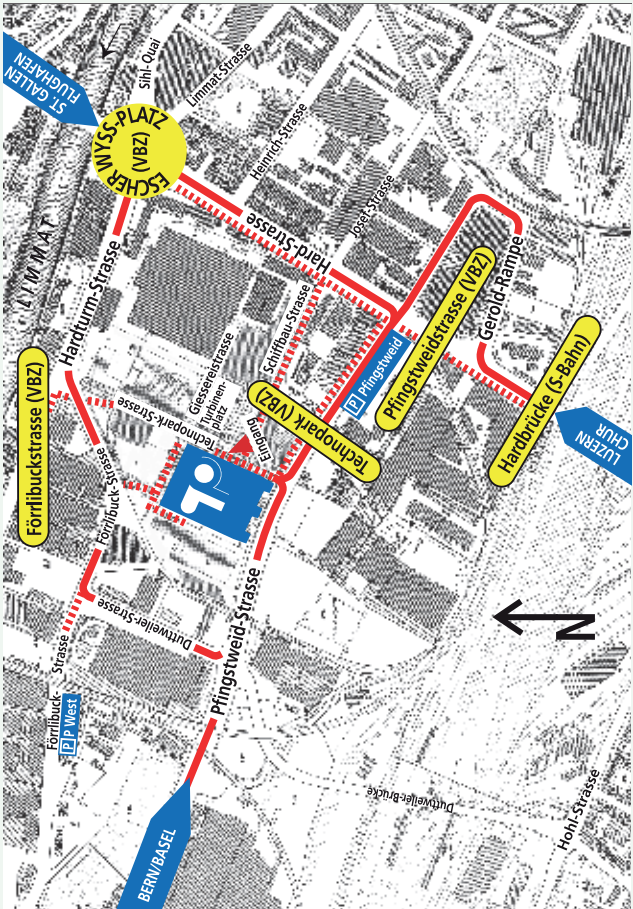 ST. GALLEN
FLUGHAFEN
Sihl-Quai
Limmat-Strasse
ESCHER WYSS-PLATZ
(VBZ)
LIMMAT
Heinrich-Strasse
Hardturm-Strasse
Hard-Strasse
Josef-Strasse
Förrlibuckstrasse (VBZ)
Schiffbau-Strasse
Giessereistrasse
Turbinen-
platz
Technopark-Strasse
Gerold-Rampe
Pfingstweidstrasse (VBZ)
P Pfingstweid
Technopark (VBZ)
Eingang
TP
Hardbrücke (S-Bahn)
LUZERN
CHUR
Förrlibuck-Strasse
Duttweiler-Strasse
Pfingstweid-Strasse
N
Förrlibuck-
Strasse
P P West
BERN/BASEL
Duttweiler-Brücke
Hohl-Strasse